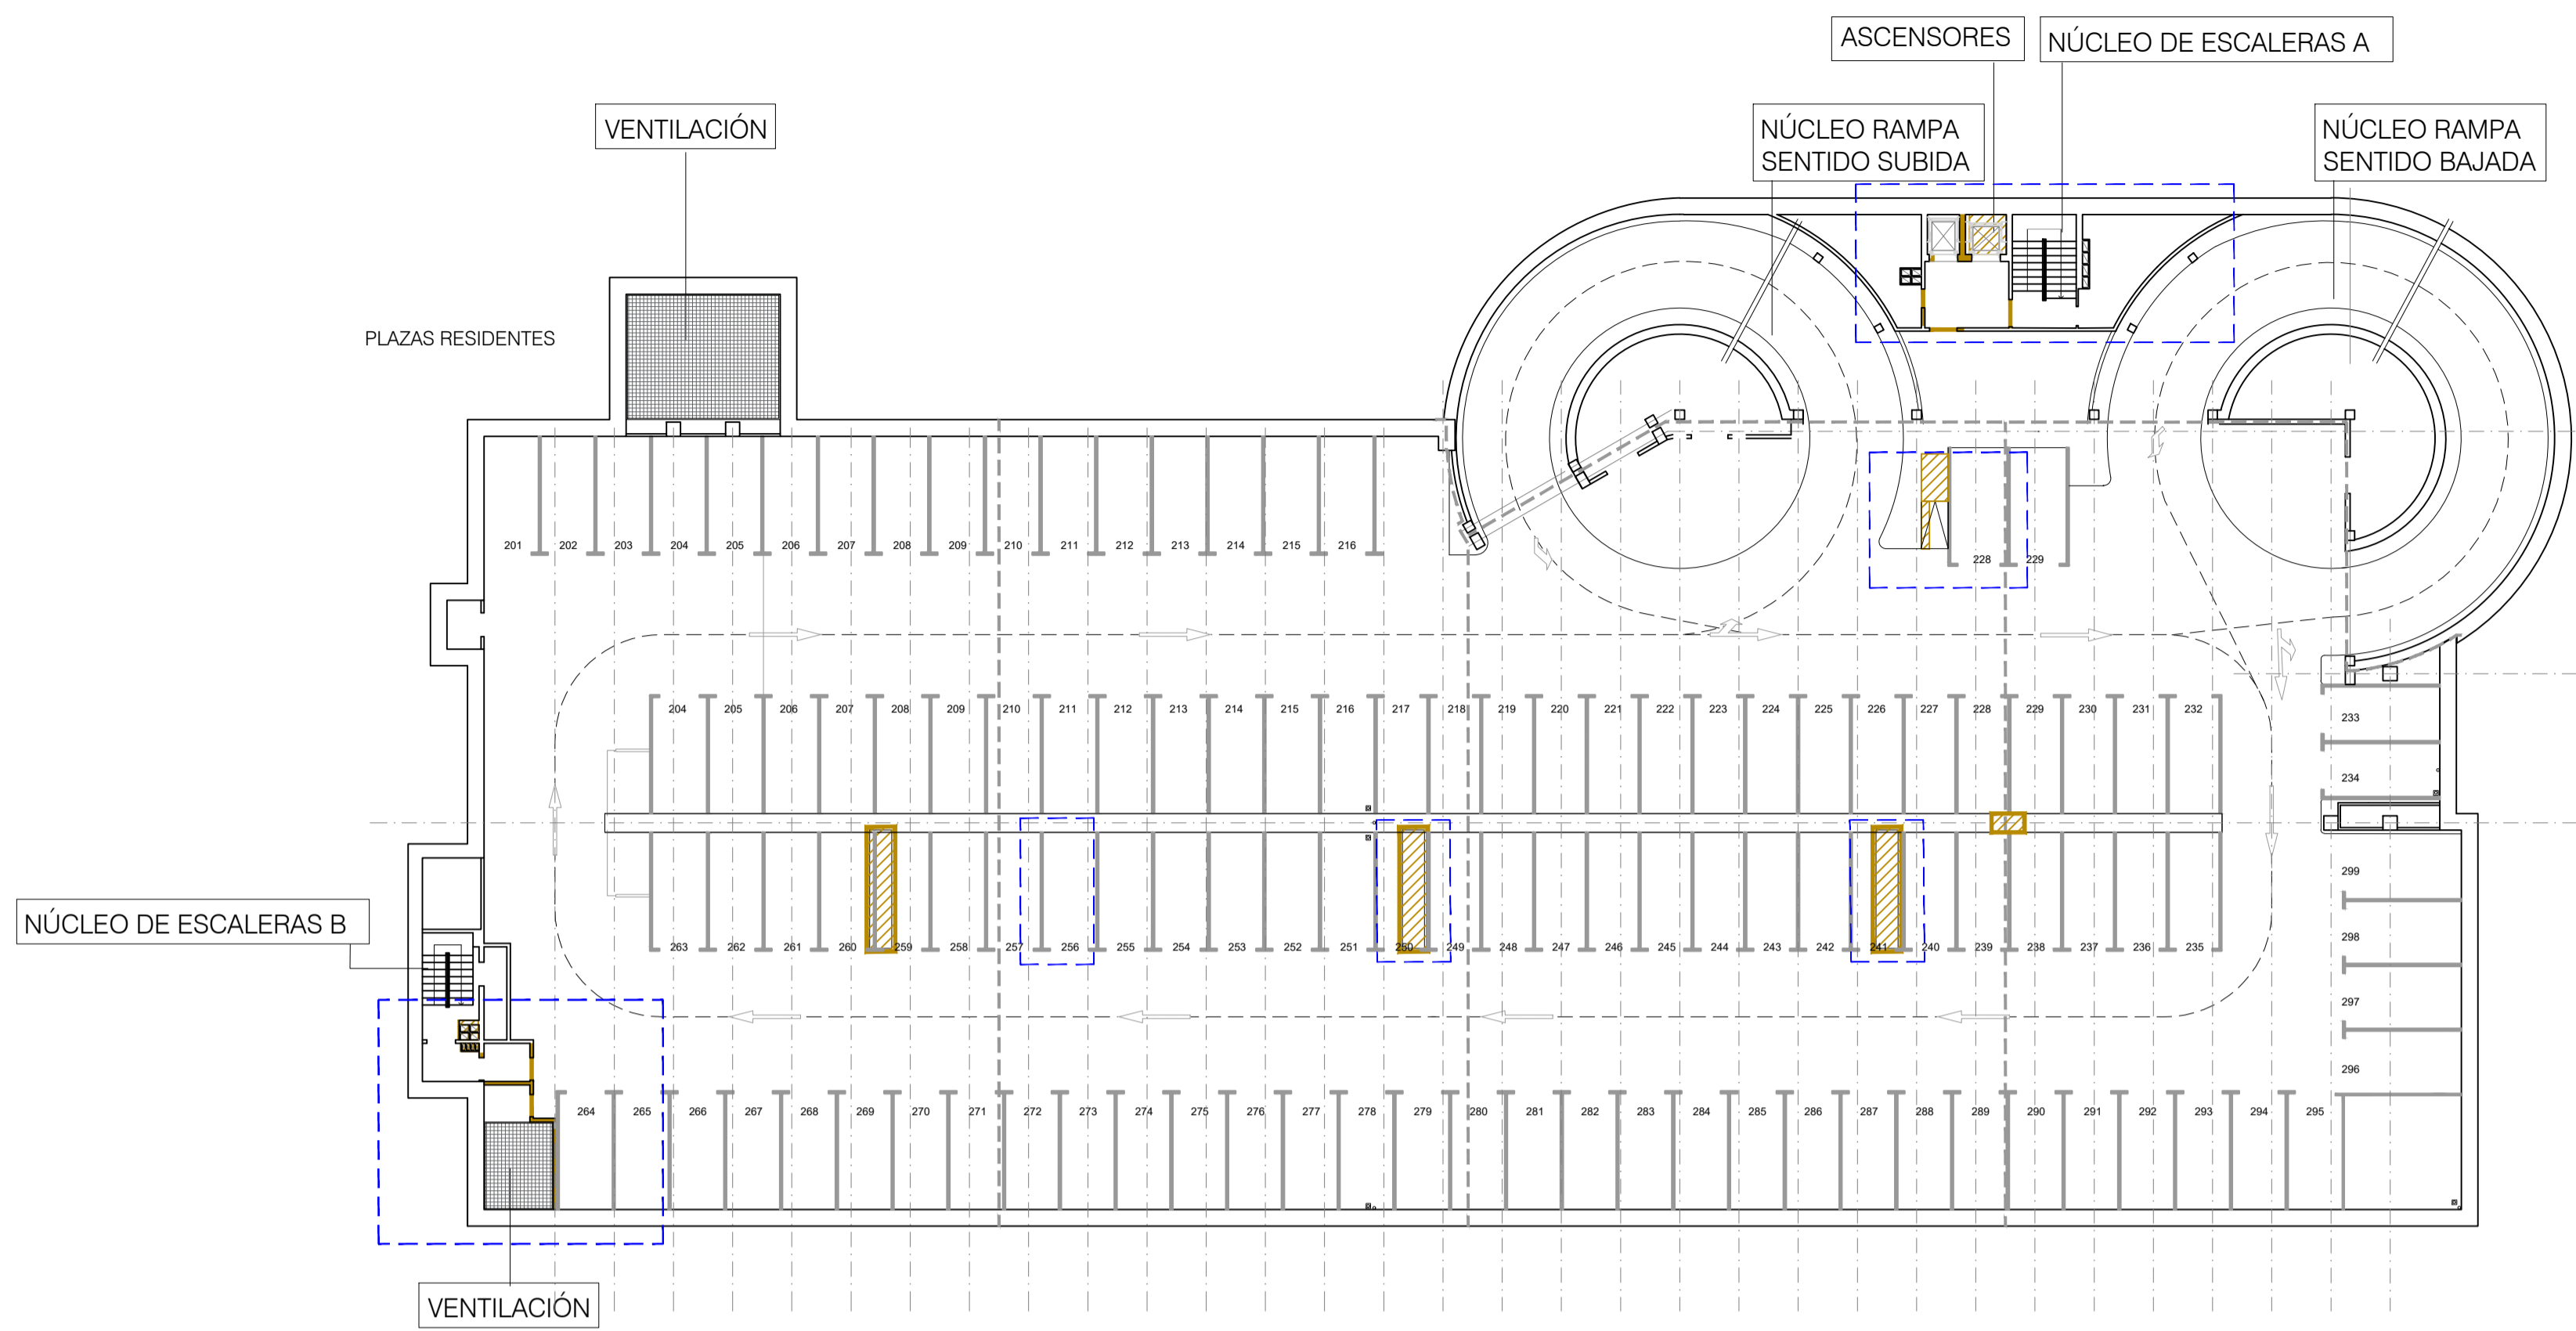 ASCENSORES
NÚCLEO DE ESCALERAS A
VENTILACIÓN
NÚCLEO RAMPA
SENTIDO SUBIDA
NÚCLEO RAMPA
SENTIDO BAJADA
PLAZAS RESIDENTES
201 202 203 204 205 206 207 208 209 210 211 212 213 214 215 216
228 229
204 205 206 207 208 209 210 211 212 213 214 215 216 217 218 219 220 221 222 223 224 225 226 227 228 229 230 231 232
233
234
299
298
297
296
NÚCLEO DE ESCALERAS B
263 262 261 260 259 258 257 256 255 254 253 252 251 250 249 248 247 246 245 244 243 242 241 240 239 238 237 236 235
264 265 266 267 268 269 270 271 272 273 274 275 276 277 278 279 280 281 282 283 284 285 286 287 288 289 290 291 292 293 294 295
VENTILACIÓN